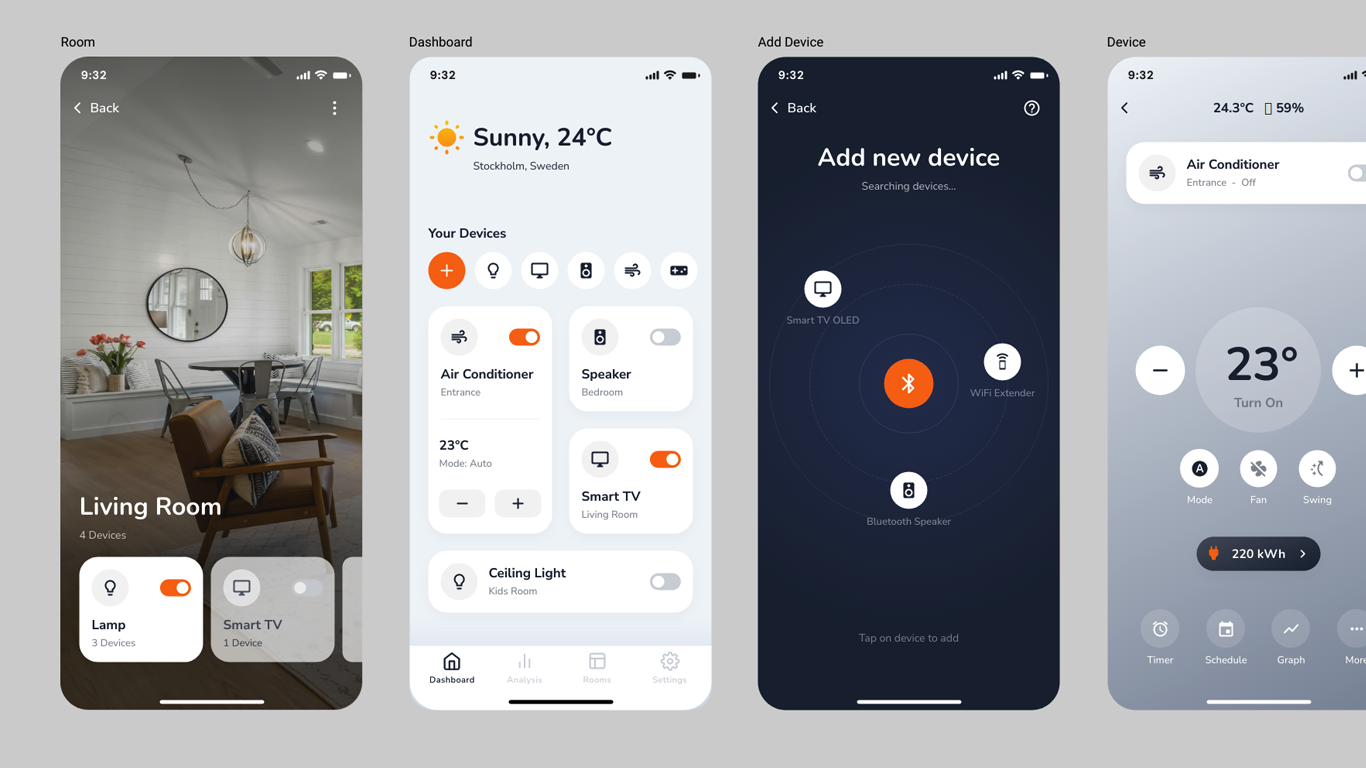 Room
9:32
Back
Living Room
4 Devices
Lamp
3 Devices
Smart TV
1 Device
Dashboard
9:32
Sunny, 24°C
Stockholm, Sweden
Your Devices
Air Conditioner
Entrance
23°C
Mode: Auto
Speaker
Bedroom
Smart TV
Living Room
Ceiling Light
Kids Room
Dashboard
Analysis
Rooms
Settings
Add Device
9:32
Back
Add new device
Searching devices...
Smart TV OLED
WiFi Extender
Bluetooth Speaker
Tap on device to add
Device
9:32
24.3°C 59%
Air Conditioner
Entrance - Off
23°
Turn On
A
Mode
Fan
Swing
220 kWh
Timer
Schedule
Graph
More